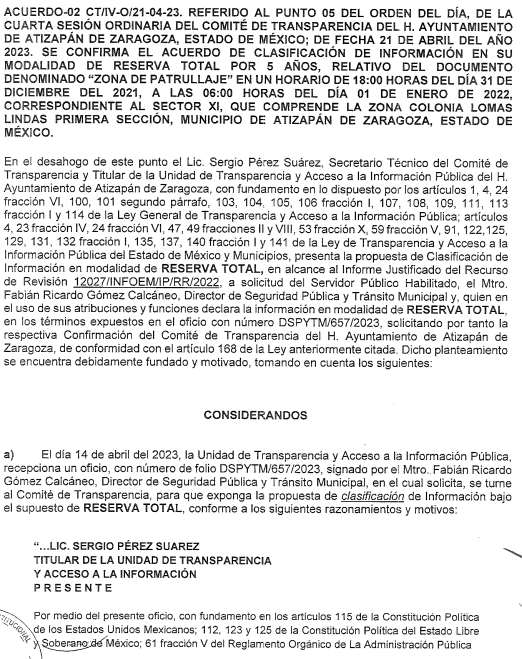 ACUERDO-02 CT/IV-O/21-04-23. REFERIDO AL PUNTO 05 DEL ORDEN DEL DÍA, DE LA
CUARTA SESIÓN ORDINARIA DEL COMITÉ DE TRANSPARENCIA DEL H. AYUNTAMIENTO
DE ATIZAPÁN DE ZARAGOZA, ESTADO DE MÉXICO; DE FECHA 21 DE ABRIL DEL AÑO
2023. SE CONFIRMA EL ACUERDO DE CLASIFICACIÓN DE INFORMACIÓN EN SU
MODALIDAD DE RESERVA TOTAL POR 5 AÑOS, RELATIVO DEL DOCUMENTO
DENOMINADO “ZONA DE PATRULLAJE” EN UN HORARIO DE 18:00 HORAS DEL DÍA 31 DE
DICIEMBRE DEL 2021, A LAS 06:00 HORAS DEL DÍA 01 DE ENERO DE 2022,
CORRESPONDIENTE AL SECTOR XI, QUE COMPRENDE LA ZONA COLONIA LOMAS
LINDAS PRIMERA SECCIÓN, MUNICIPIO DE ATIZAPÁN DE ZARAGOZA, ESTADO DE
MÉXICO.
En el desahogo de este punto el Lic. Sergio Pérez Suárez, Secretario Técnico del Comité de
Transparencia y Titular de la Unidad de Transparencia y Acceso a la Información Pública del H.
Ayuntamiento de Atizapán de Zaragoza, con fundamento en lo dispuesto por los artículos 1, 4, 24
fracción VI, 100, 101 segundo párrafo, 103, 104, 105, 106 fracción I, 107, 108, 109, 111, 113
fracción I y 114 de la Ley General de Transparencia y Acceso a la Información Pública; artículos
4, 23 fracción IV, 24 fracción VI, 47, 49 fracciones II y VIII, 53 fracción X, 59 fracción V, 91, 122,125,
129, 131, 132 fracción I, 135, 137, 140 fracción I y 141 de la Ley de Transparencia y Acceso a la
Información Pública del Estado de México y Municipios, presenta la propuesta de Clasificación de
Información en modalidad de RESERVA TOTAL, en alcance al Informe Justificado del Recurso
de Revisión 12027/INFOEM/IP/RR/2022, a solicitud del Servidor Público Habilitado, el Mtro.
Fabián Ricardo Gómez Calcáneo, Director de Seguridad Pública y Tránsito Municipal y, quien en
el uso de sus atribuciones y funciones declara la información en modalidad de RESERVA TOTAL,
en los términos expuestos en el oficio con número DSPYTM/657/2023, solicitando por tanto la
respectiva Confirmación del Comité de Transparencia del H. Ayuntamiento de Atizapán de
Zaragoza, de conformidad con el artículo 168 de la Ley anteriormente citada. Dicho planteamiento
se encuentra debidamente fundado y motivado, tomando en cuenta los siguientes:
CONSIDERANDOS
a) El día 14 de abril del 2023, la Unidad de Transparencia y Acceso a la Información Pública,
recepciona un oficio, con número de folio DSPYTM/657/2023, signado por el Mtro. Fabián Ricardo
Gómez Calcáneo, Director de Seguridad Pública y Tránsito Municipal, en el cual solicita, se turne
al Comité de Transparencia, para que exponga la propuesta de clasificación de Información bajo
el supuesto de RESERVA TOTAL, conforme a los siguientes razonamientos y motivos:
“...LIC. SERGIO PÉREZ SUAREZ
TITULAR DE LA UNIDAD DE TRANSPARENCIA
Y ACCESO A LA INFORMACIÓN
P R E S E N T E
Por medio del presente oficio, con fundamento en los artículos 115 de la Constitución Política
de los Estados Unidos Mexicanos; 112, 123 y 125 de la Constitución Política del Estado Libre
y Soberano de México; 61 fracción V del Reglamento Orgánico de La Administración Pública